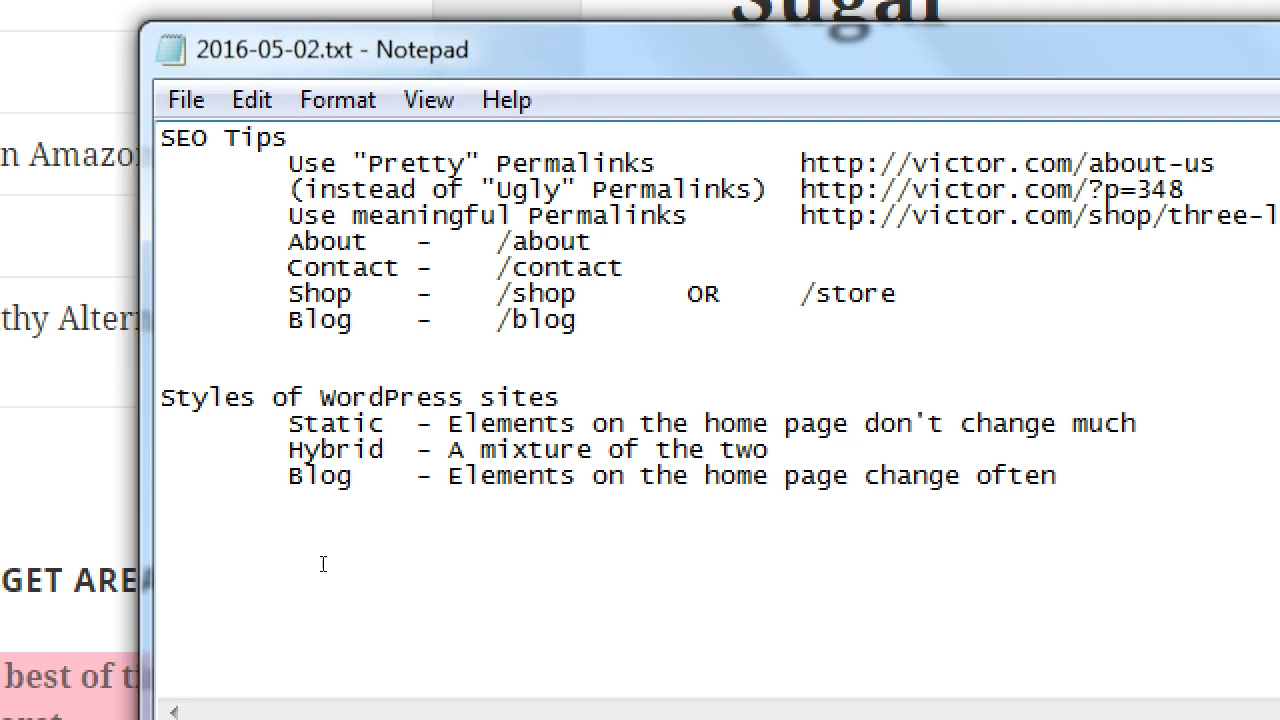 Sugar
2016-05-02.txt - Notepad
File Edit Format View Help
SEO Tips
Use "Pretty" Permalinks http://victor.com/about-us
(instead of "Ugly" Permalinks) http://victor.com/?p=348
Use meaningful Permalinks http://victor.com/shop/three-l
About - /about
Contact - /contact
Shop - /shop OR /store
Blog - /blog
Styles of WordPress sites
Static - Elements on the home page don't change much
Hybrid - A mixture of the two
Blog - Elements on the home page change often
n Amazo
thy Alter
GET ARE
best of t